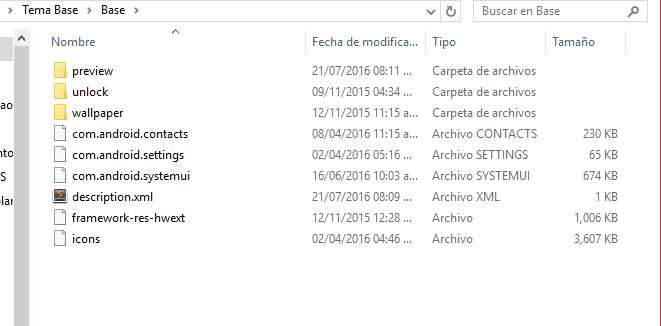 Tema Base > Base >
Buscar en Base
Nombre Fecha de modifica... Tipo Tamaño
preview 21/07/2016 08:11 ... Carpeta de archivos
unlock 09/11/2015 04:34 ... Carpeta de archivos
wallpaper 12/11/2015 11:15 a... Carpeta de archivos
com.android.contacts 08/04/2016 11:15 a... Archivo CONTACTS 230 KB
com.android.settings 02/04/2016 05:16 ... Archivo SETTINGS 65 KB
com.android.systemui 16/06/2016 10:03 a... Archivo SYSTEMUI 674 KB
description.xml 21/07/2016 08:09 ... Archivo XML 1 KB
framework-res-hwext 12/11/2015 12:28 ... Archivo 1,006 KB
icons 02/04/2016 04:46 ... Archivo 3,607 KB